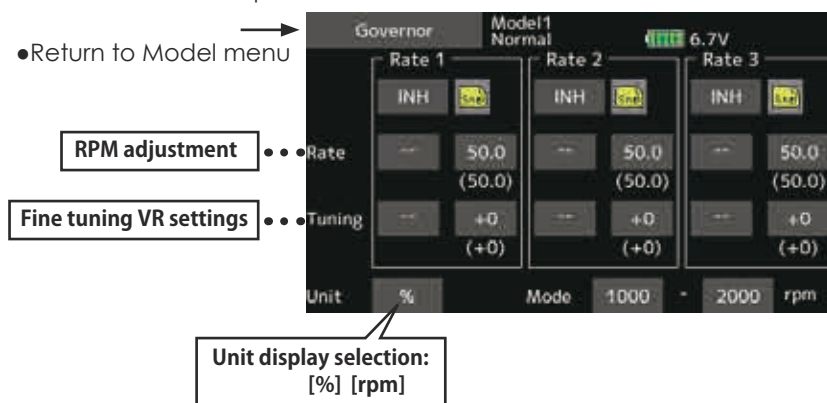 Governor Model1
Normal 6.7V
●Return to Model menu
Rate 1 Rate 2 Rate 3
INH INH INH
RPM adjustment
Rate -- 50.0 -- 50.0 -- 50.0
(50.0) (50.0) (50.0)
Fine tuning VR settings
Tuning -- +0 -- +0 -- +0
(+0) (+0) (+0)
Unit % Mode 1000 - 2000 rpm
Unit display selection:
[%] [rpm]